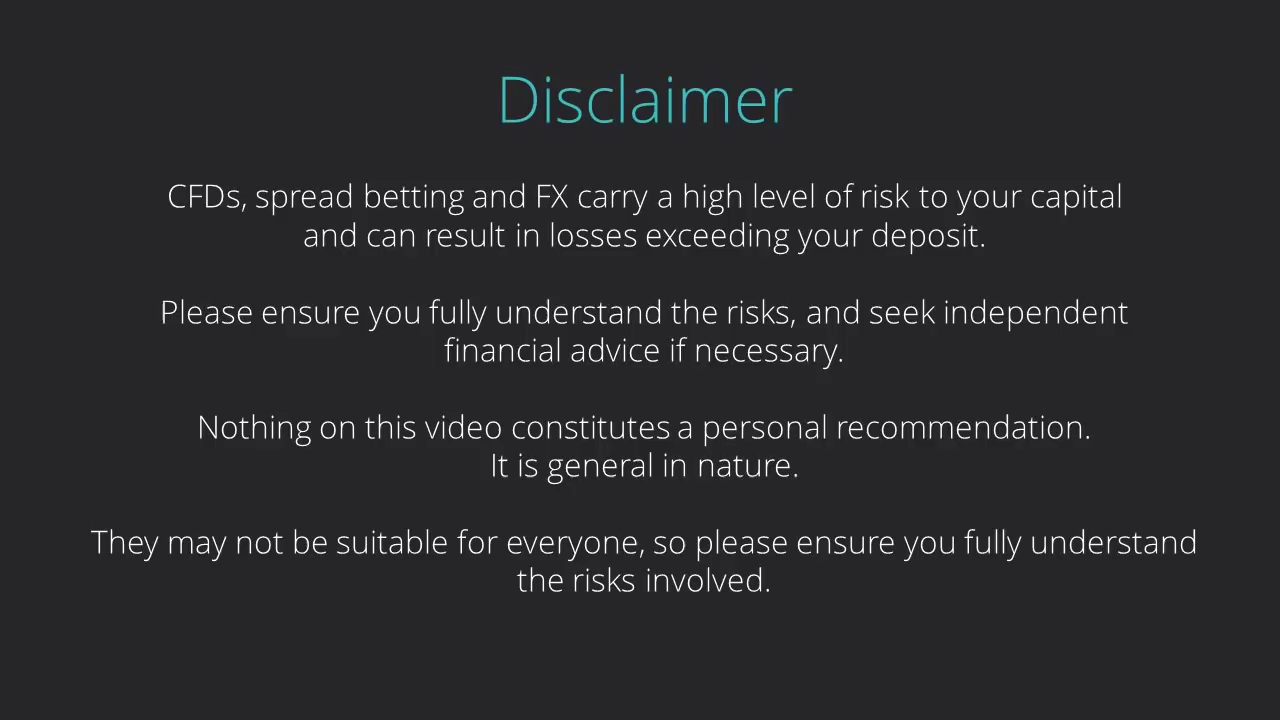 Disclaimer
CFDs, spread betting and FX carry a high level of risk to your capital
and can result in losses exceeding your deposit.
Please ensure you fully understand the risks, and seek independent
financial advice if necessary.
Nothing on this video constitutes a personal recommendation.
It is general in nature.
They may not be suitable for everyone, so please ensure you fully understand
the risks involved.